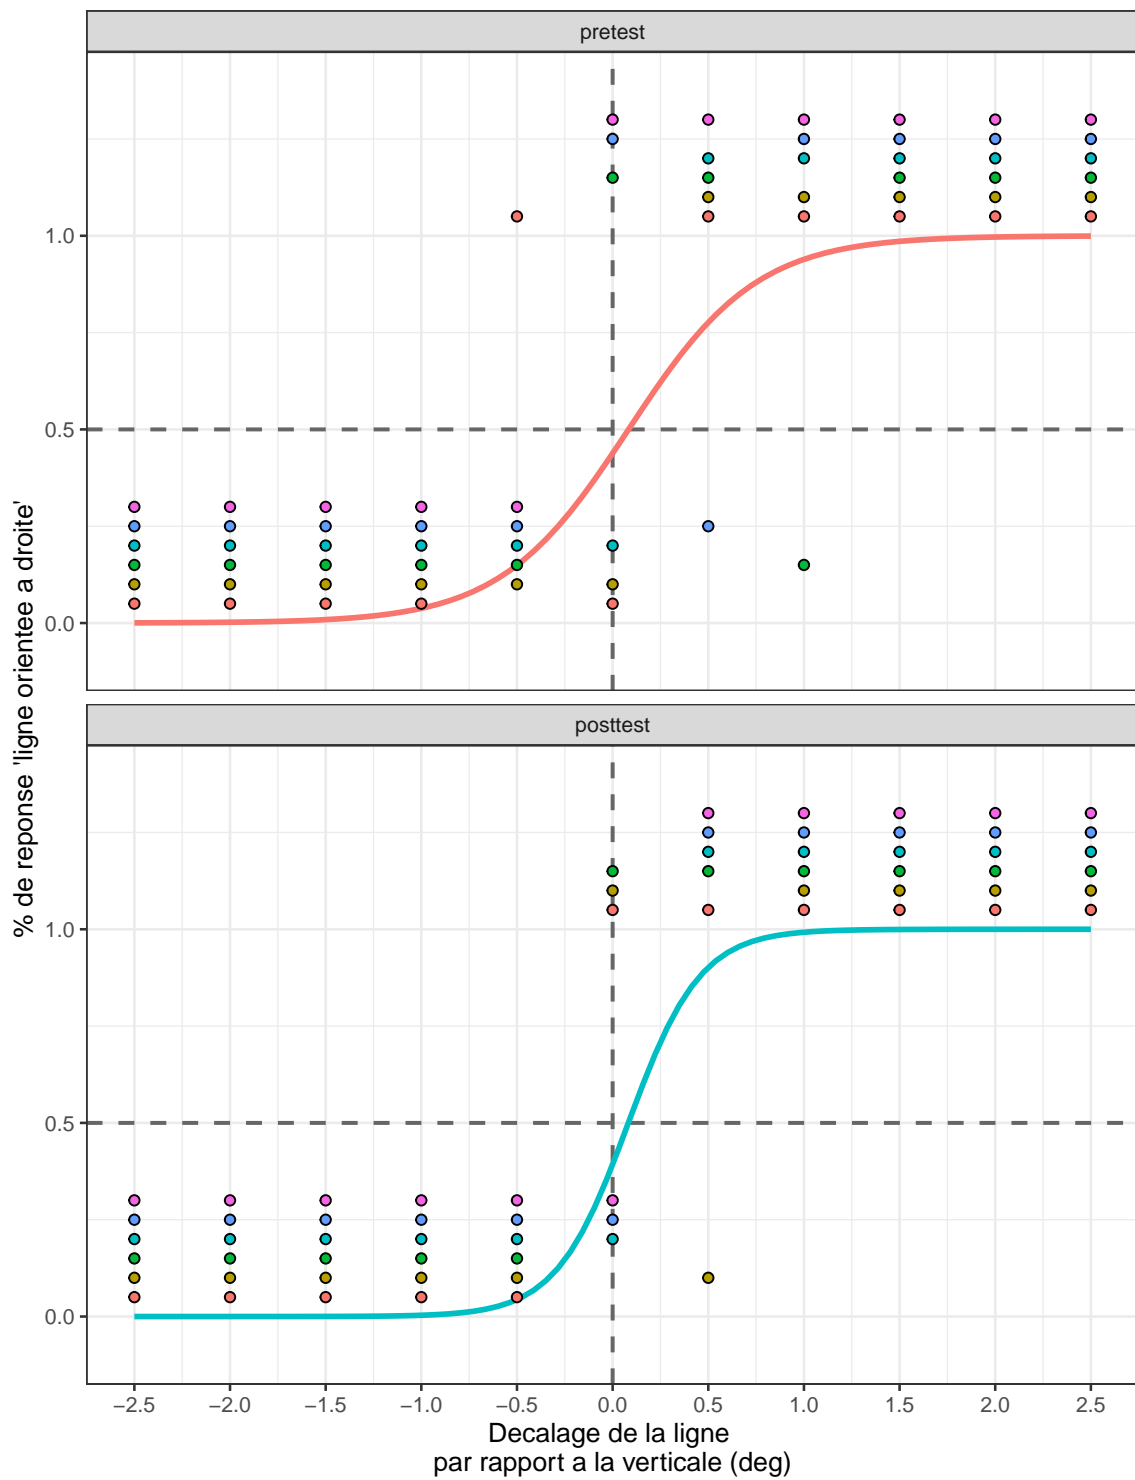 pretest
1.0
0.5
0.0
% de reponse 'ligne orientee a droite'
posttest
1.0
0.5
0.0
−2.5 −2.0 −1.5 −1.0 −0.5 0.0 0.5 1.0 1.5 2.0 2.5
Decalage de la ligne
par rapport a la verticale (deg)